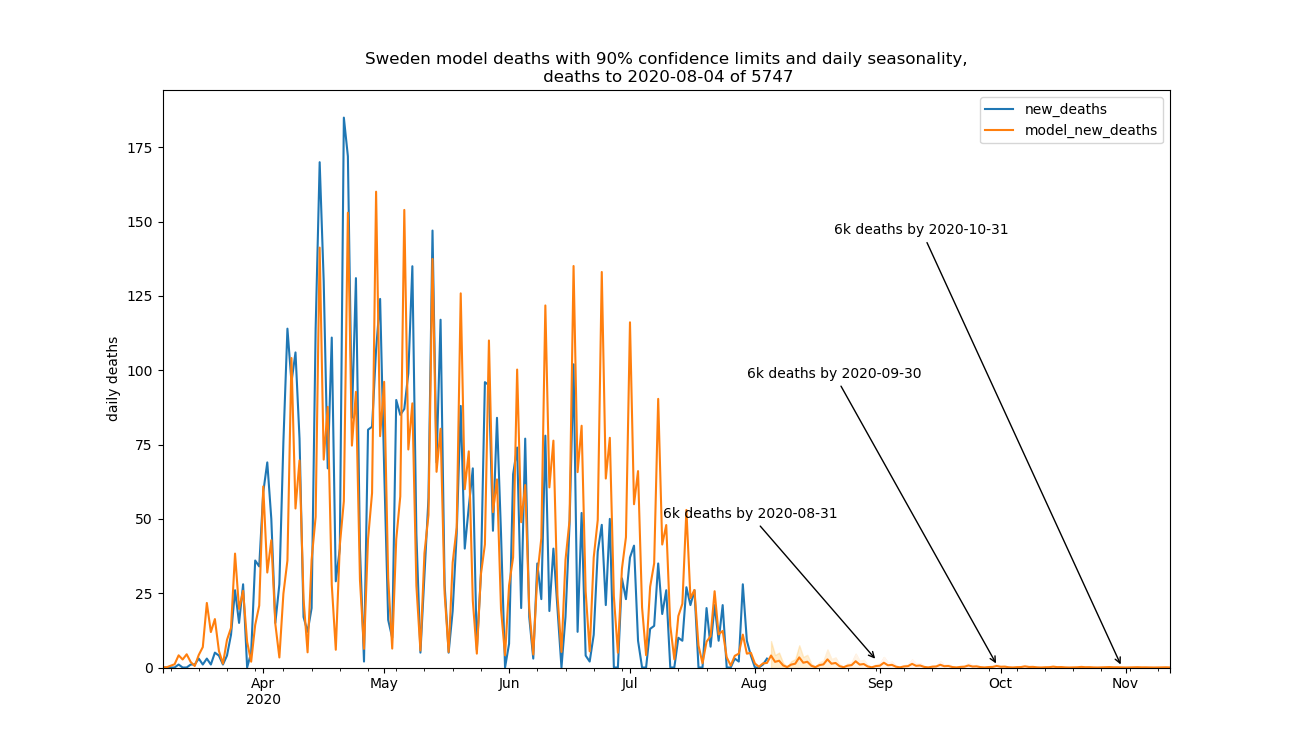 Sweden model deaths with 90% confidence limits and daily seasonality,
deaths to 2020-08-04 of 5747
new_deaths
model_new_deaths
175
150
125
100
75
50
25
0
daily deaths
6k deaths by 2020-10-31
6k deaths by 2020-09-30
6k deaths by 2020-08-31
Apr May Jun Jul Aug Sep Oct Nov
2020